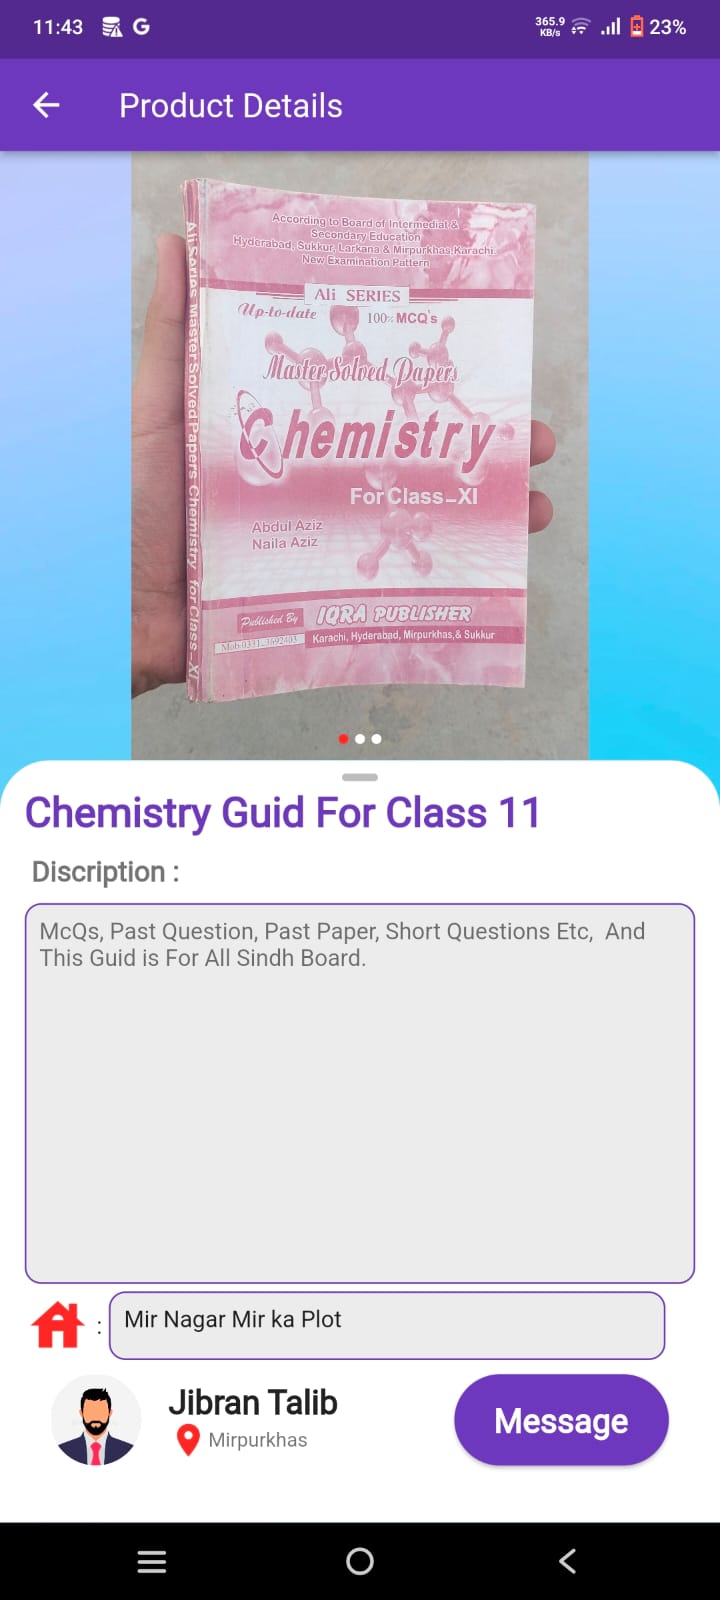 11:43
G
365.9
KB/s
23%
Product Details
According to Board of Intermediat &
Secondary Education
Hyderabad, Sukkur, Larkana & Mirpurkhas,Karachi.
New Examination Pattern
Ali SERIES
Up-to-date
100% MCQ's
Master Solved Papers
Chemistry
For Class-XI
Abdul Aziz
Naila Aziz
Published By IQRA PUBLISHER
Mob:0331-3692403 Karachi, Hyderabad, Mirpurkhas,& Sukkur
Ali Series Master Solved Papers Chemistry for Class-XI
Chemistry Guid For Class 11
Discription :
McQs, Past Question, Past Paper, Short Questions Etc,  And
This Guid is For All Sindh Board.
: Mir Nagar Mir ka Plot
Jibran Talib
Mirpurkhas
Message